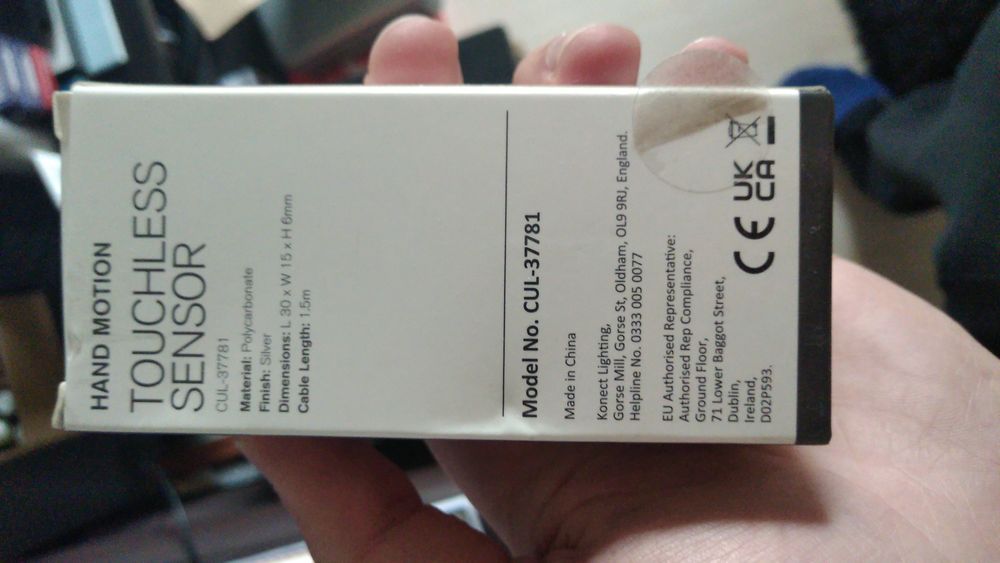 HAND MOTION
TOUCHLESS
SENSOR
CUL-37781
Material: Polycarbonate
Finish: Silver
Dimensions: L 30 x W 15 x H 6mm
Cable Length: 1.5m
Model No. CUL-37781
Made in China
Konect Lighting,
Gorse Mill, Gorse St, Oldham, OL9 9RJ, England.
Helpline No. 0333 005 0077
EU Authorised Representative:
Authorised Rep Compliance,
Ground Floor,
71 Lower Baggot Street,
Dublin,
Ireland,
D02P593.
CE
UK
CA